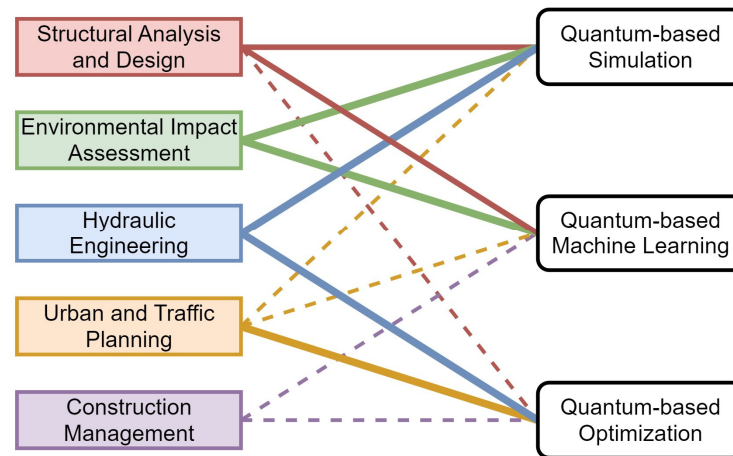 Structural Analysis
and Design
Environmental Impact
Assessment
Hydraulic
Engineering
Urban and Traffic
Planning
Construction
Management
Quantum-based
Simulation
Quantum-based
Machine Learning
Quantum-based
Optimization